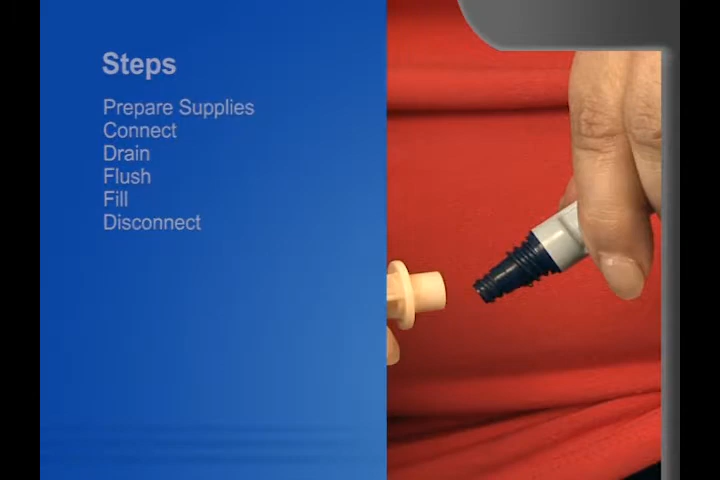 Steps
Prepare Supplies
Connect
Drain
Flush
Fill
Disconnect